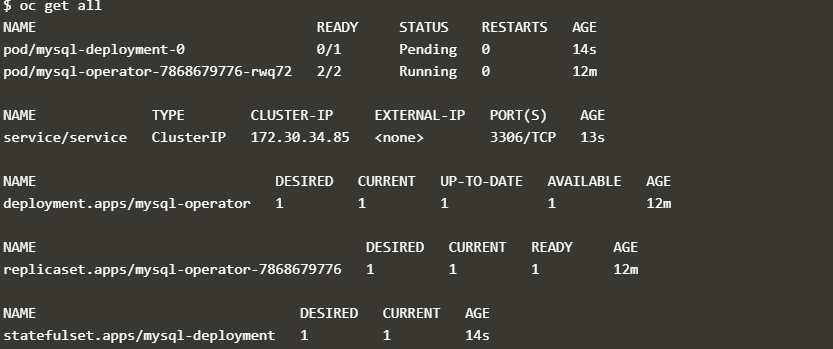 $ oc get all
NAME READY STATUS RESTARTS AGE
pod/mysql-deployment-0 0/1 Pending 0 14s
pod/mysql-operator-7868679776-rwq72 2/2 Running 0 12m
NAME TYPE CLUSTER-IP EXTERNAL-IP PORT(S) AGE
service/service ClusterIP 172.30.34.85 <none> 3306/TCP 13s
NAME DESIRED CURRENT UP-TO-DATE AVAILABLE AGE
deployment.apps/mysql-operator 1 1 1 1 12m
NAME DESIRED CURRENT READY AGE
replicaset.apps/mysql-operator-7868679776 1 1 1 12m
NAME DESIRED CURRENT AGE
statefulset.apps/mysql-deployment 1 1 14s